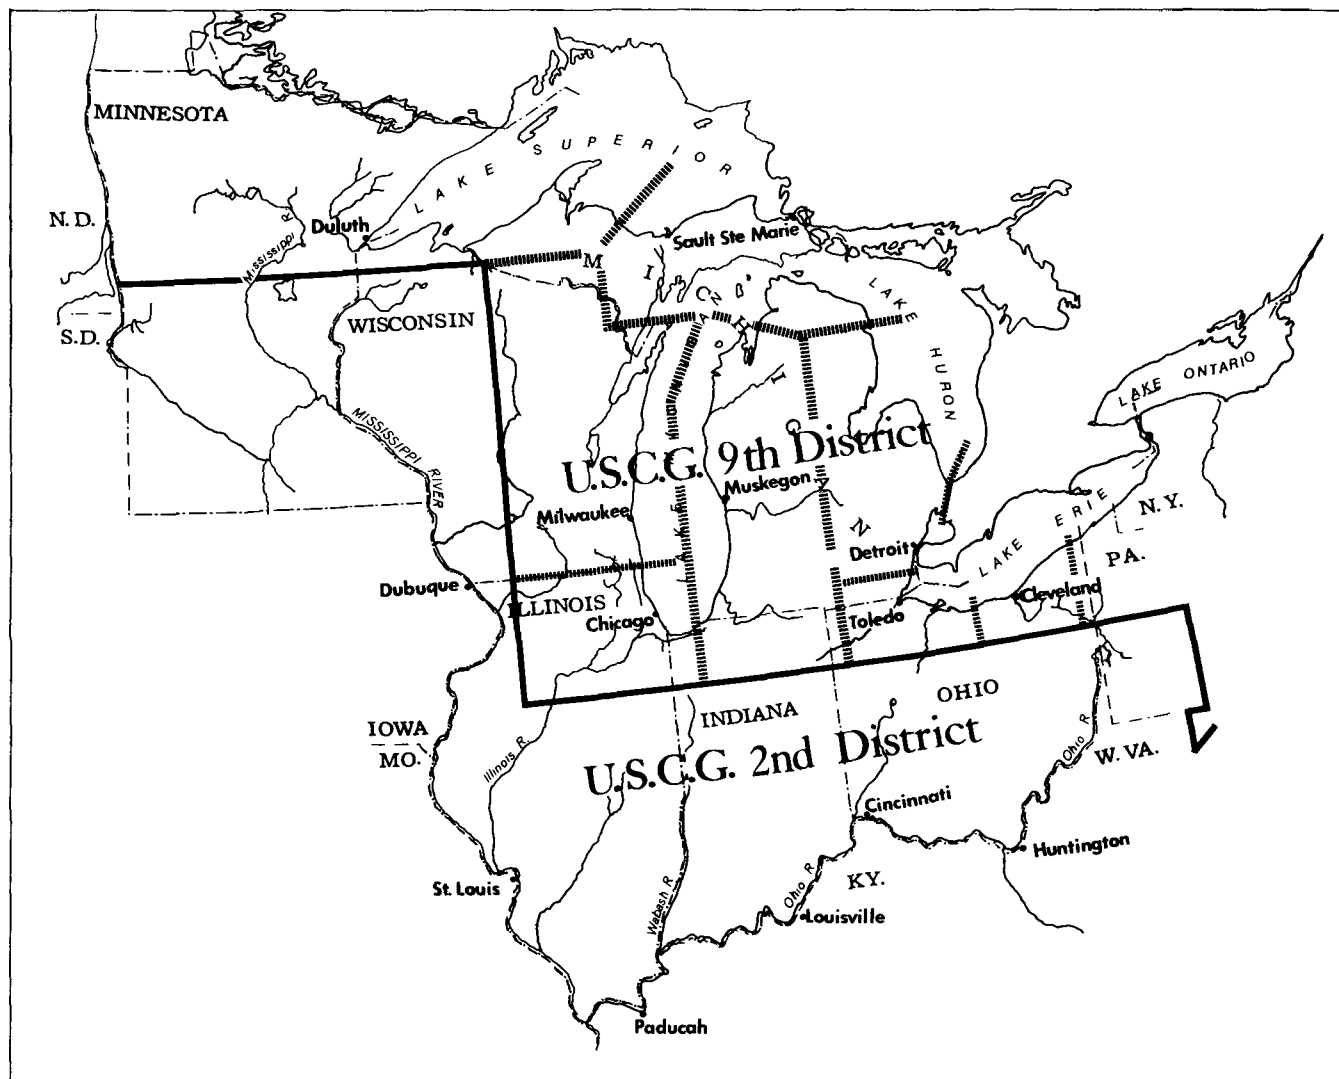 MINNESOTA
LAKE SUPERIOR
N.D.
Mississippi R
Duluth
Sault Ste Marie
S.D.
WISCONSIN
MICHIGAN
LAKE HURON
LAKE ONTARIO
MISSISSIPPI RIVER
U.S.C.G. 9th District
Muskegon
Milwaukee
LAKE
Detroit
LAKE ERIE
N.Y.
PA.
Dubuque
ILLINOIS
Chicago
Toledo
Cleveland
IOWA
MO.
INDIANA
OHIO
Illinois R
U.S.C.G. 2nd District
Ohio R
W. VA.
Cincinnati
Huntington
St. Louis
Wabash R
Ohio R
KY.
Louisville
Paducah